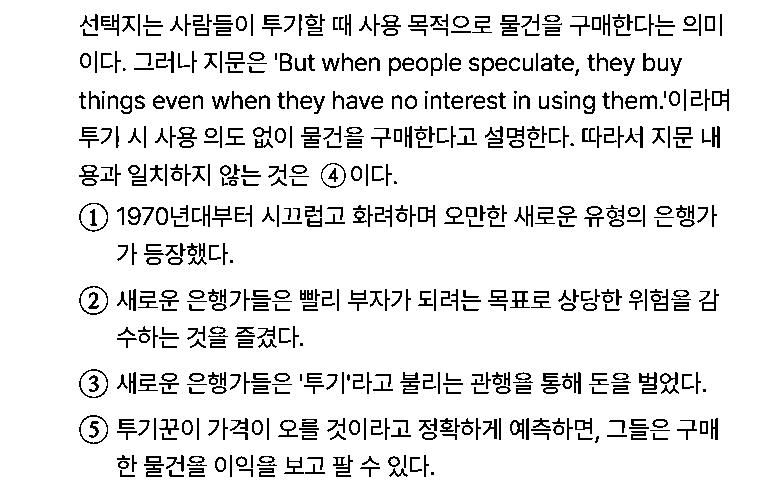 선택지는 사람들이 투기할 때 사용 목적으로 물건을 구매한다는 의미
이다. 그러나 지문은 'But when people speculate, they buy
things even when they have no interest in using them.'이라며
투기 시 사용 의도 없이 물건을 구매한다고 설명한다. 따라서 지문 내
용과 일치하지 않는 것은 ④이다.
① 1970년대부터 시끄럽고 화려하며 오만한 새로운 유형의 은행가
가 등장했다.
② 새로운 은행가들은 빨리 부자가 되려는 목표로 상당한 위험을 감
수하는 것을 즐겼다.
③ 새로운 은행가들은 '투기'라고 불리는 관행을 통해 돈을 벌었다.
⑤ 투기꾼이 가격이 오를 것이라고 정확하게 예측하면, 그들은 구매
한 물건을 이익을 보고 팔 수 있다.